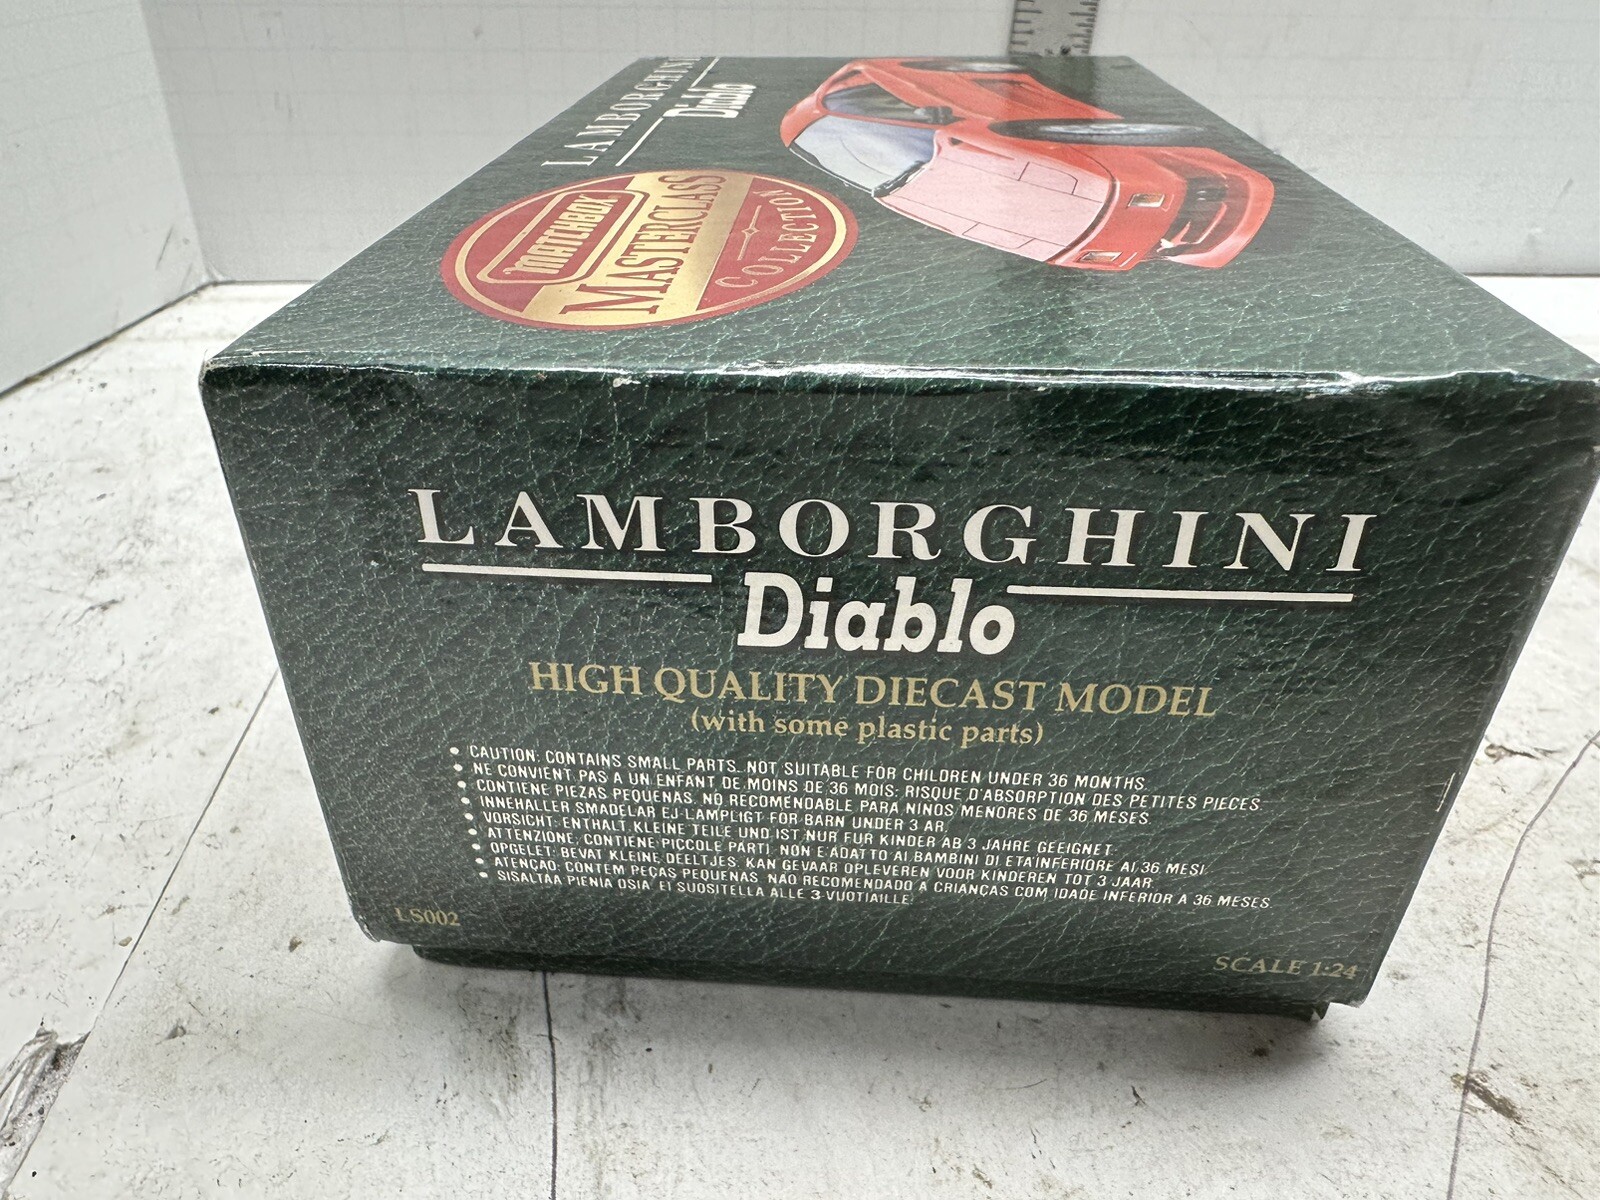 LAMBORGHINI
Diablo
MATCHBOX
MASTERCLASS
COLLECTION
LAMBORGHINI
Diablo
HIGH QUALITY DIECAST MODEL
(with some plastic parts)
• CAUTION: CONTAINS SMALL PARTS. NOT SUITABLE FOR CHILDREN UNDER 36 MONTHS.
• NE CONVIENT PAS A UN ENFANT DE MOINS DE 36 MOIS: RISQUE D'ABSORPTION DES PETITES PIECES.
• CONTIENE PIEZAS PEQUENAS. NO RECOMENDABLE PARA NINOS MENORES DE 36 MESES.
• INNEHALLER SMADELAR EJ LAMPLIGT FOR BARN UNDER 3 AR.
• VORSICHT: ENTHALT KLEINE TEILE UND IST NUR FUR KINDER AB 3 JAHRE GEEIGNET.
• ATTENZIONE: CONTIENE PICCOLE PARTI. NON E ADATTO AI BAMBINI DI ETA INFERIORE AI 36 MESI.
• OPGELET: BEVAT KLEINE DEELTJES. KAN GEVAAR OPLEVEREN VOOR KINDEREN TOT 3 JAAR.
• ATENÇAO: CONTEM PEÇAS PEQUENAS. NAO RECOMENDADO A CRIANÇAS COM IDADE INFERIOR A 36 MESES.
• SISALTAA PIENIA OSIA. EI SUOSITELLA ALLE 3-VUOTIAILLE.
LS002
SCALE 1:24